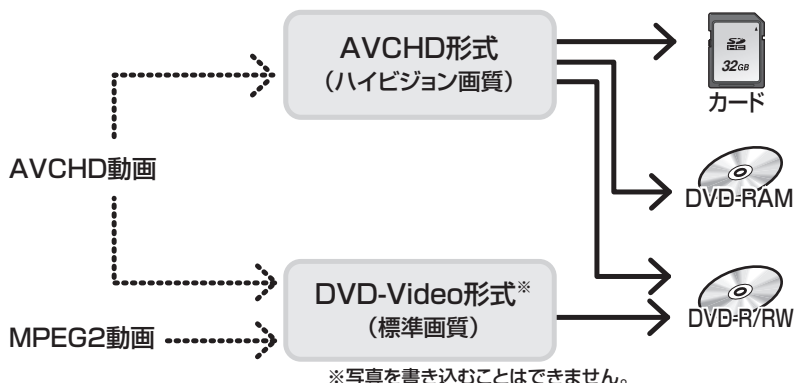 AVCHD動画
MPEG2動画
AVCHD形式
(ハイビジョン画質)
DVD-Video形式※
(標準画質)
※写真を書き込むことはできません。
SD
HC
32GB
カード
DVD-RAM
DVD-R/RW